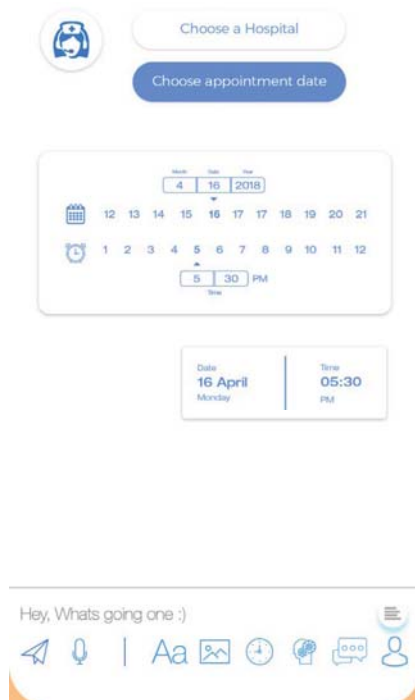 Choose a Hospital
Choose appointment date
Month Date Year
4 16 2018
12 13 14 15 16 17 17 18 19 20 21
1 2 3 4 5 6 7 8 9 10 11 12
5 30 PM
Time
Date Time
16 April 05:30
Monday PM
Hey, Whats going one :)
Aa